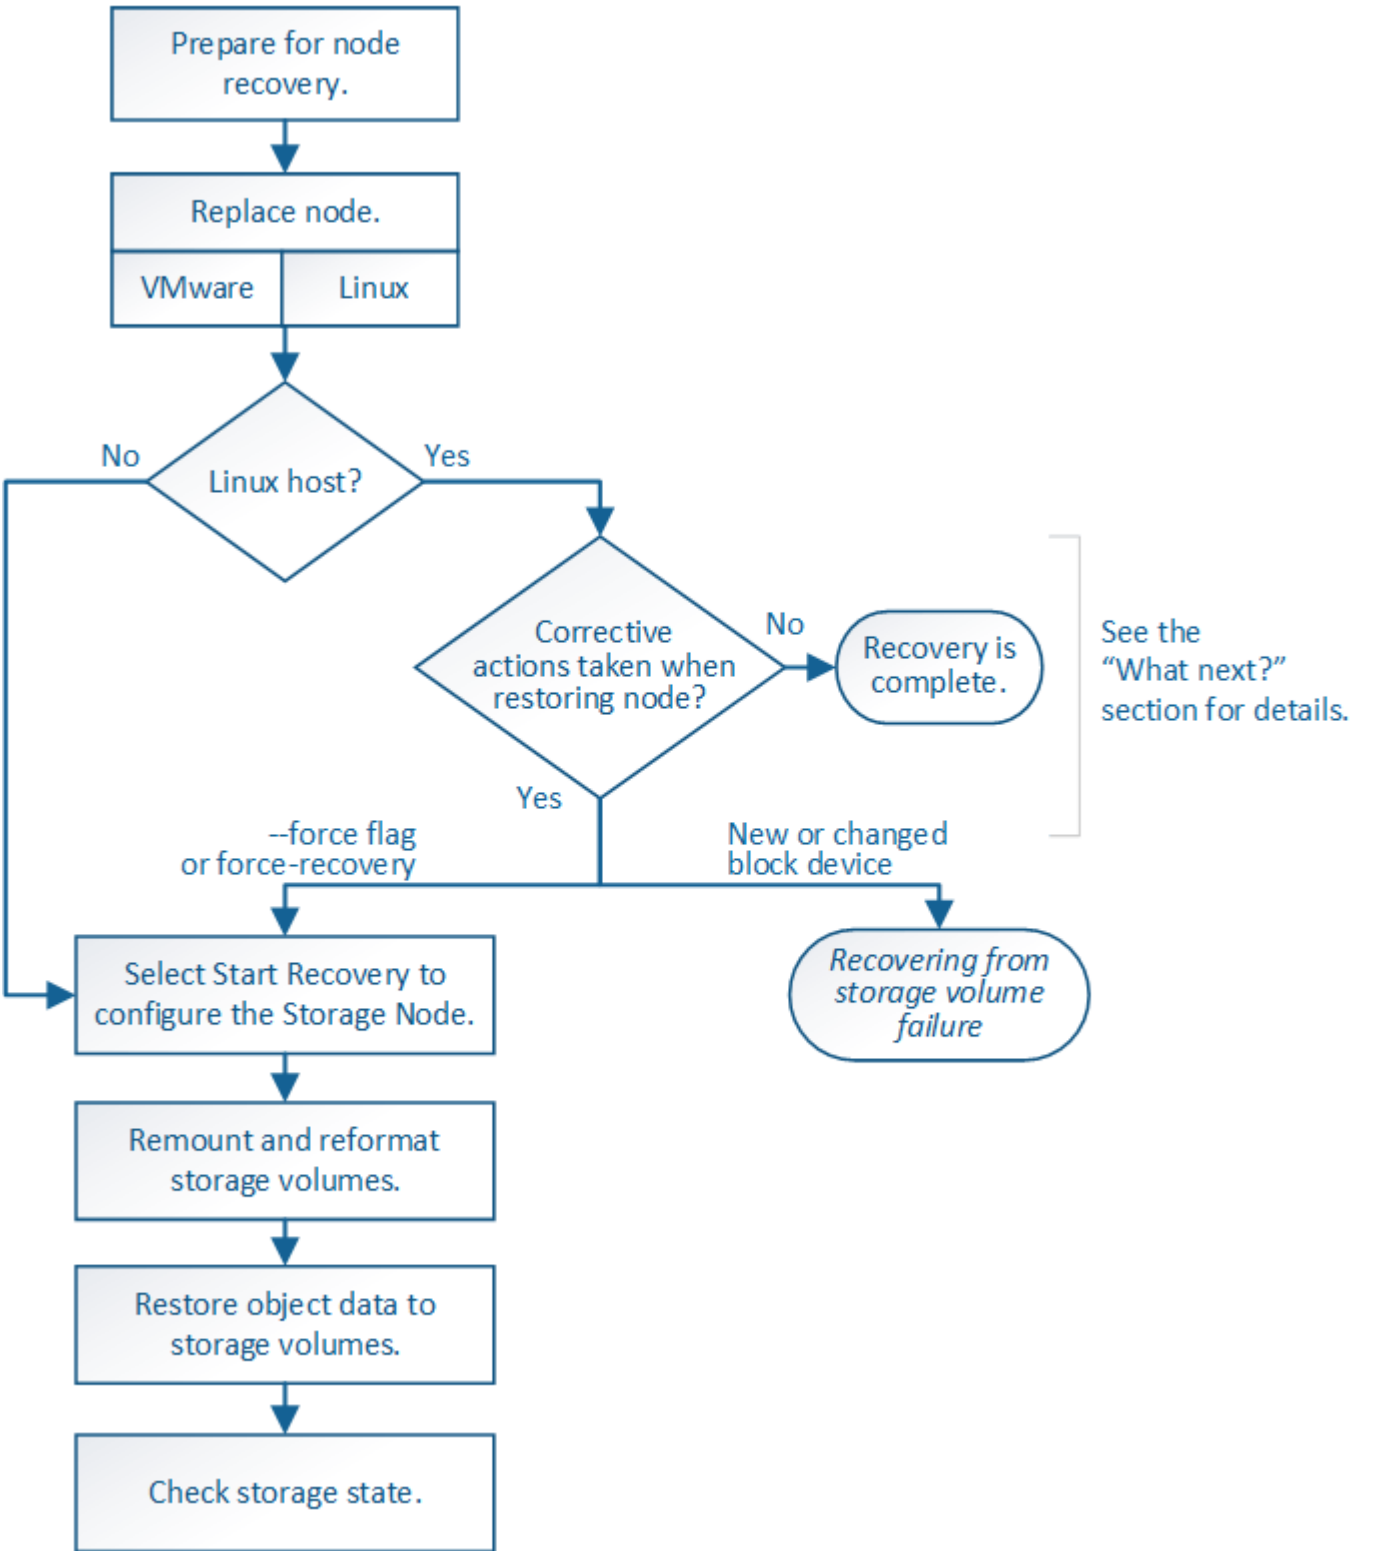 Prepare for node
recovery.
Replace node.
VMware
Linux
Linux host?
No
Yes
Corrective
actions taken when
restoring node?
No
Recovery is
complete.
See the
“What next?”
section for details.
Yes
--force flag
or force-recovery
New or changed
block device
Select Start Recovery to
configure the Storage Node.
Recovering from
storage volume
failure
Remount and reformat
storage volumes.
Restore object data to
storage volumes.
Check storage state.